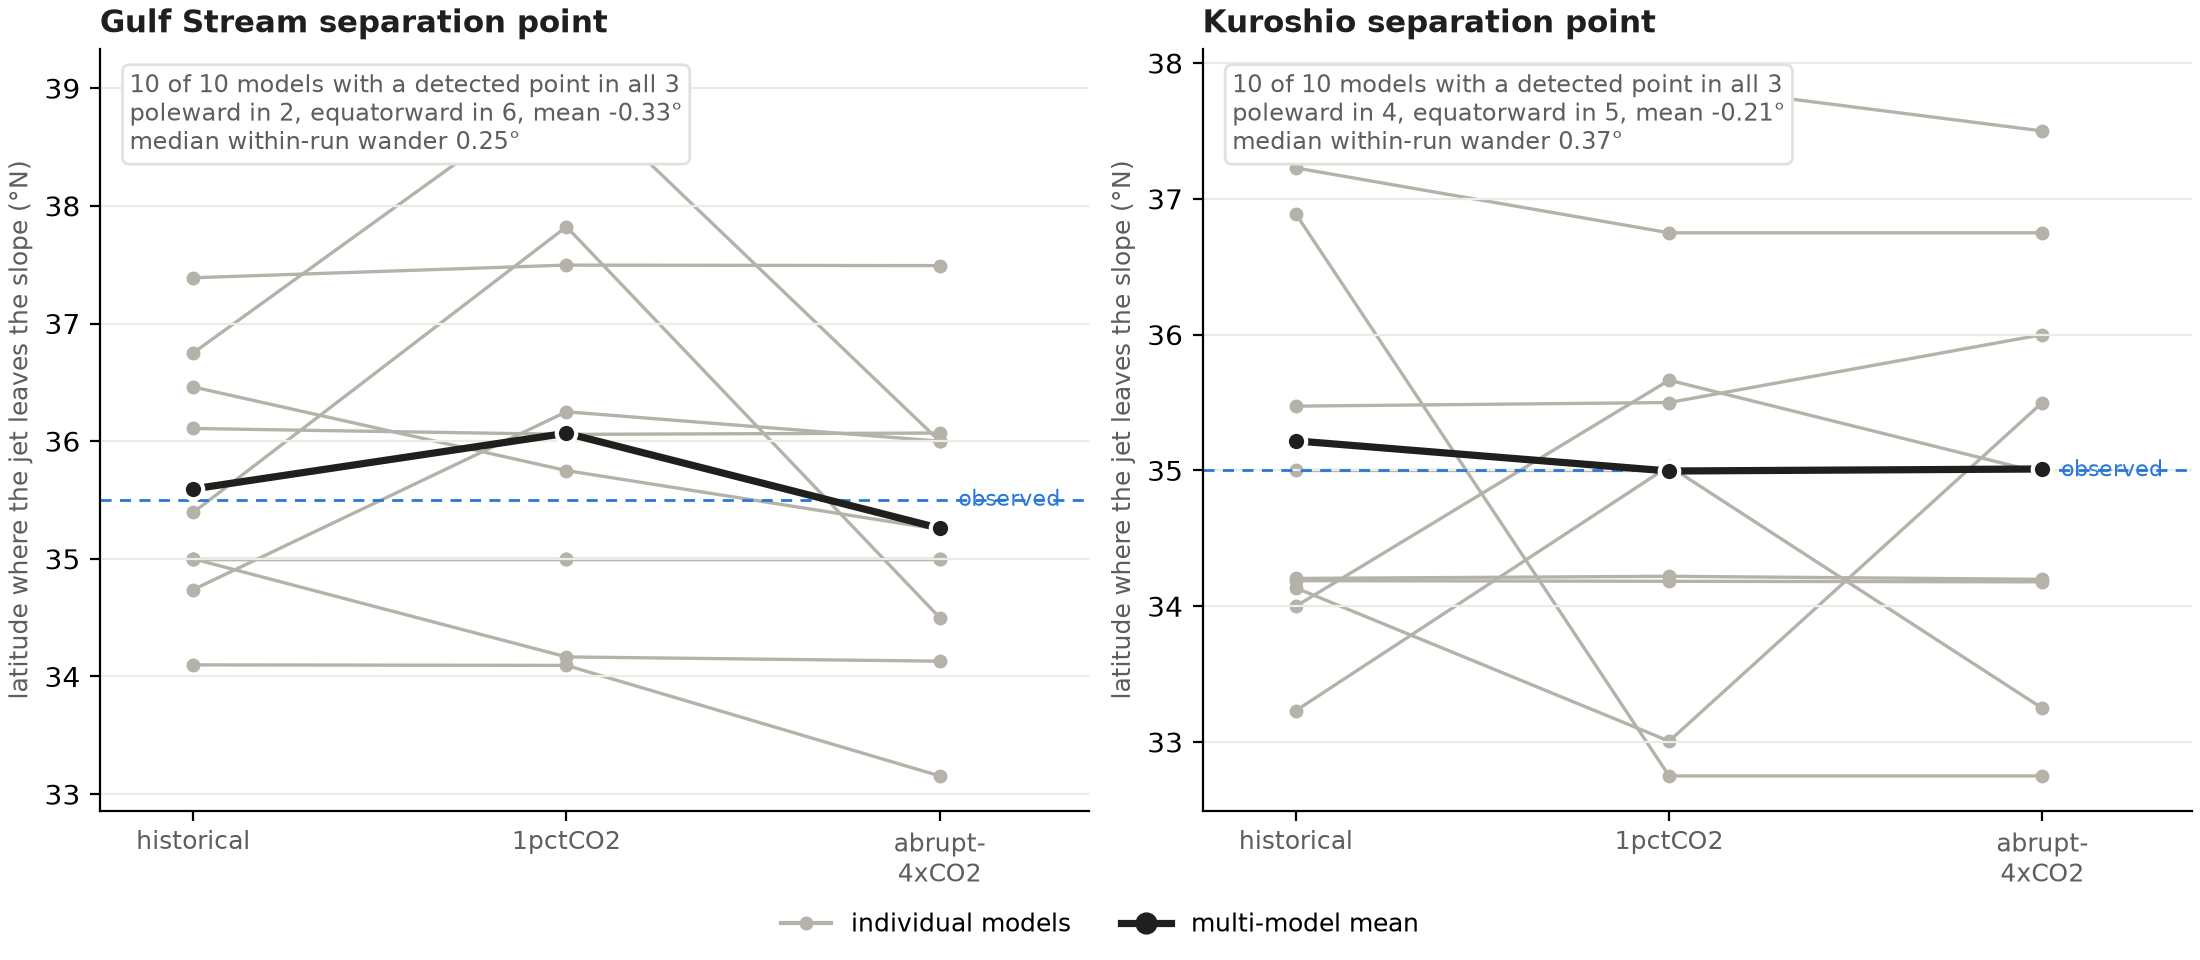 Gulf Stream separation point
10 of 10 models with a detected point in all 3
poleward in 2, equatorward in 6, mean -0.33°
median within-run wander 0.25°
latitude where the jet leaves the slope (°N)
39
38
37
36
35
34
33
observed
historical
1pctCO2
abrupt-
4xCO2
Kuroshio separation point
10 of 10 models with a detected point in all 3
poleward in 4, equatorward in 5, mean -0.21°
median within-run wander 0.37°
latitude where the jet leaves the slope (°N)
38
37
36
35
34
33
observed
historical
1pctCO2
abrupt-
4xCO2
individual models
multi-model mean